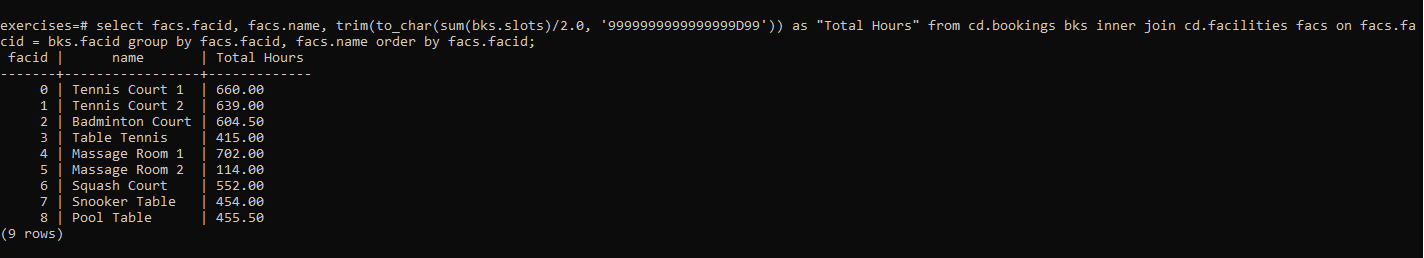 exercises=# select facs.facid, facs.name, trim(to_char(sum(bks.slots)/2.0, '9999999999999999D99')) as "Total Hours" from cd.bookings bks inner join cd.facilities facs on facs.fa
cid = bks.facid group by facs.facid, facs.name order by facs.facid;
 facid |      name       | Total Hours
-------+-----------------+-------------
     0 | Tennis Court 1  | 660.00
     1 | Tennis Court 2  | 639.00
     2 | Badminton Court | 604.50
     3 | Table Tennis    | 415.00
     4 | Massage Room 1  | 702.00
     5 | Massage Room 2  | 114.00
     6 | Squash Court    | 552.00
     7 | Snooker Table   | 454.00
     8 | Pool Table      | 455.50
(9 rows)